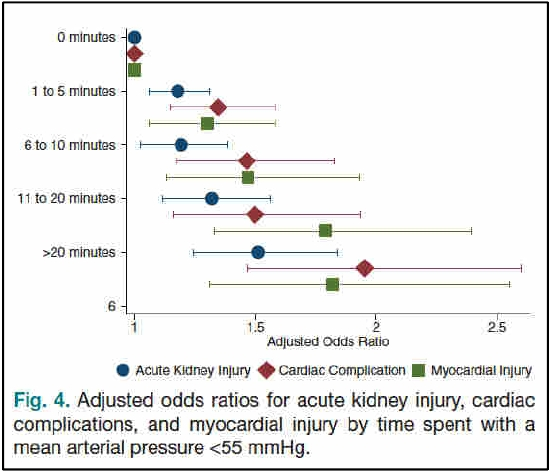 0 minutes
1 to 5 minutes
6 to 10 minutes
11 to 20 minutes
>20 minutes
6
1 1.5 2 2.5
Adjusted Odds Ratio
Acute Kidney Injury Cardiac Complication Myocardial Injury
Fig. 4. Adjusted odds ratios for acute kidney injury, cardiac
complications, and myocardial injury by time spent with a
mean arterial pressure <55 mmHg.